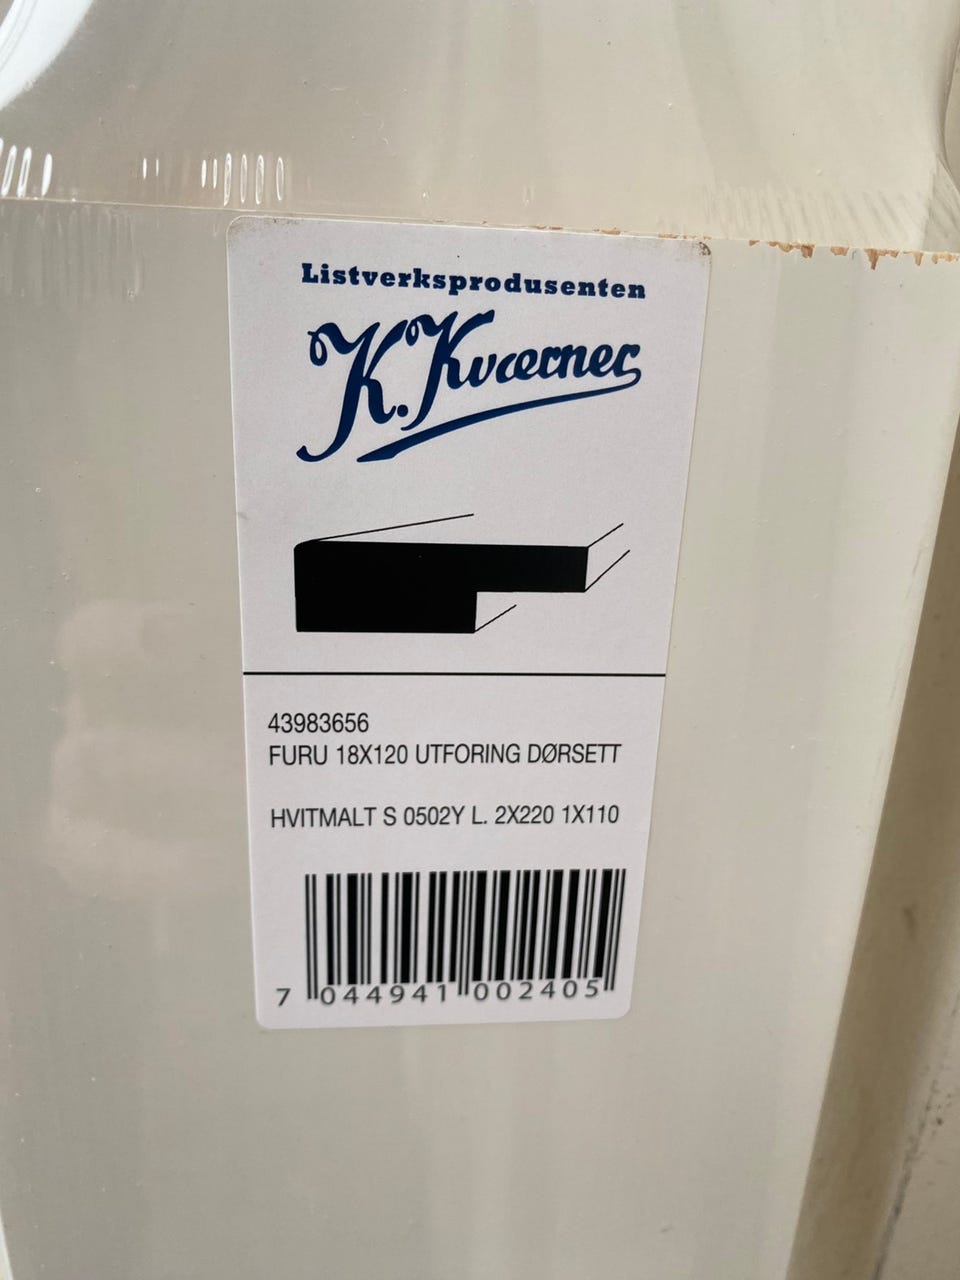 Listverksprodusenten
K. Kværner
43983656
FURU 18X120 UTFORING DØRSETT
HVITMALT S 0502Y L. 2X220 1X110
7 044941 002405